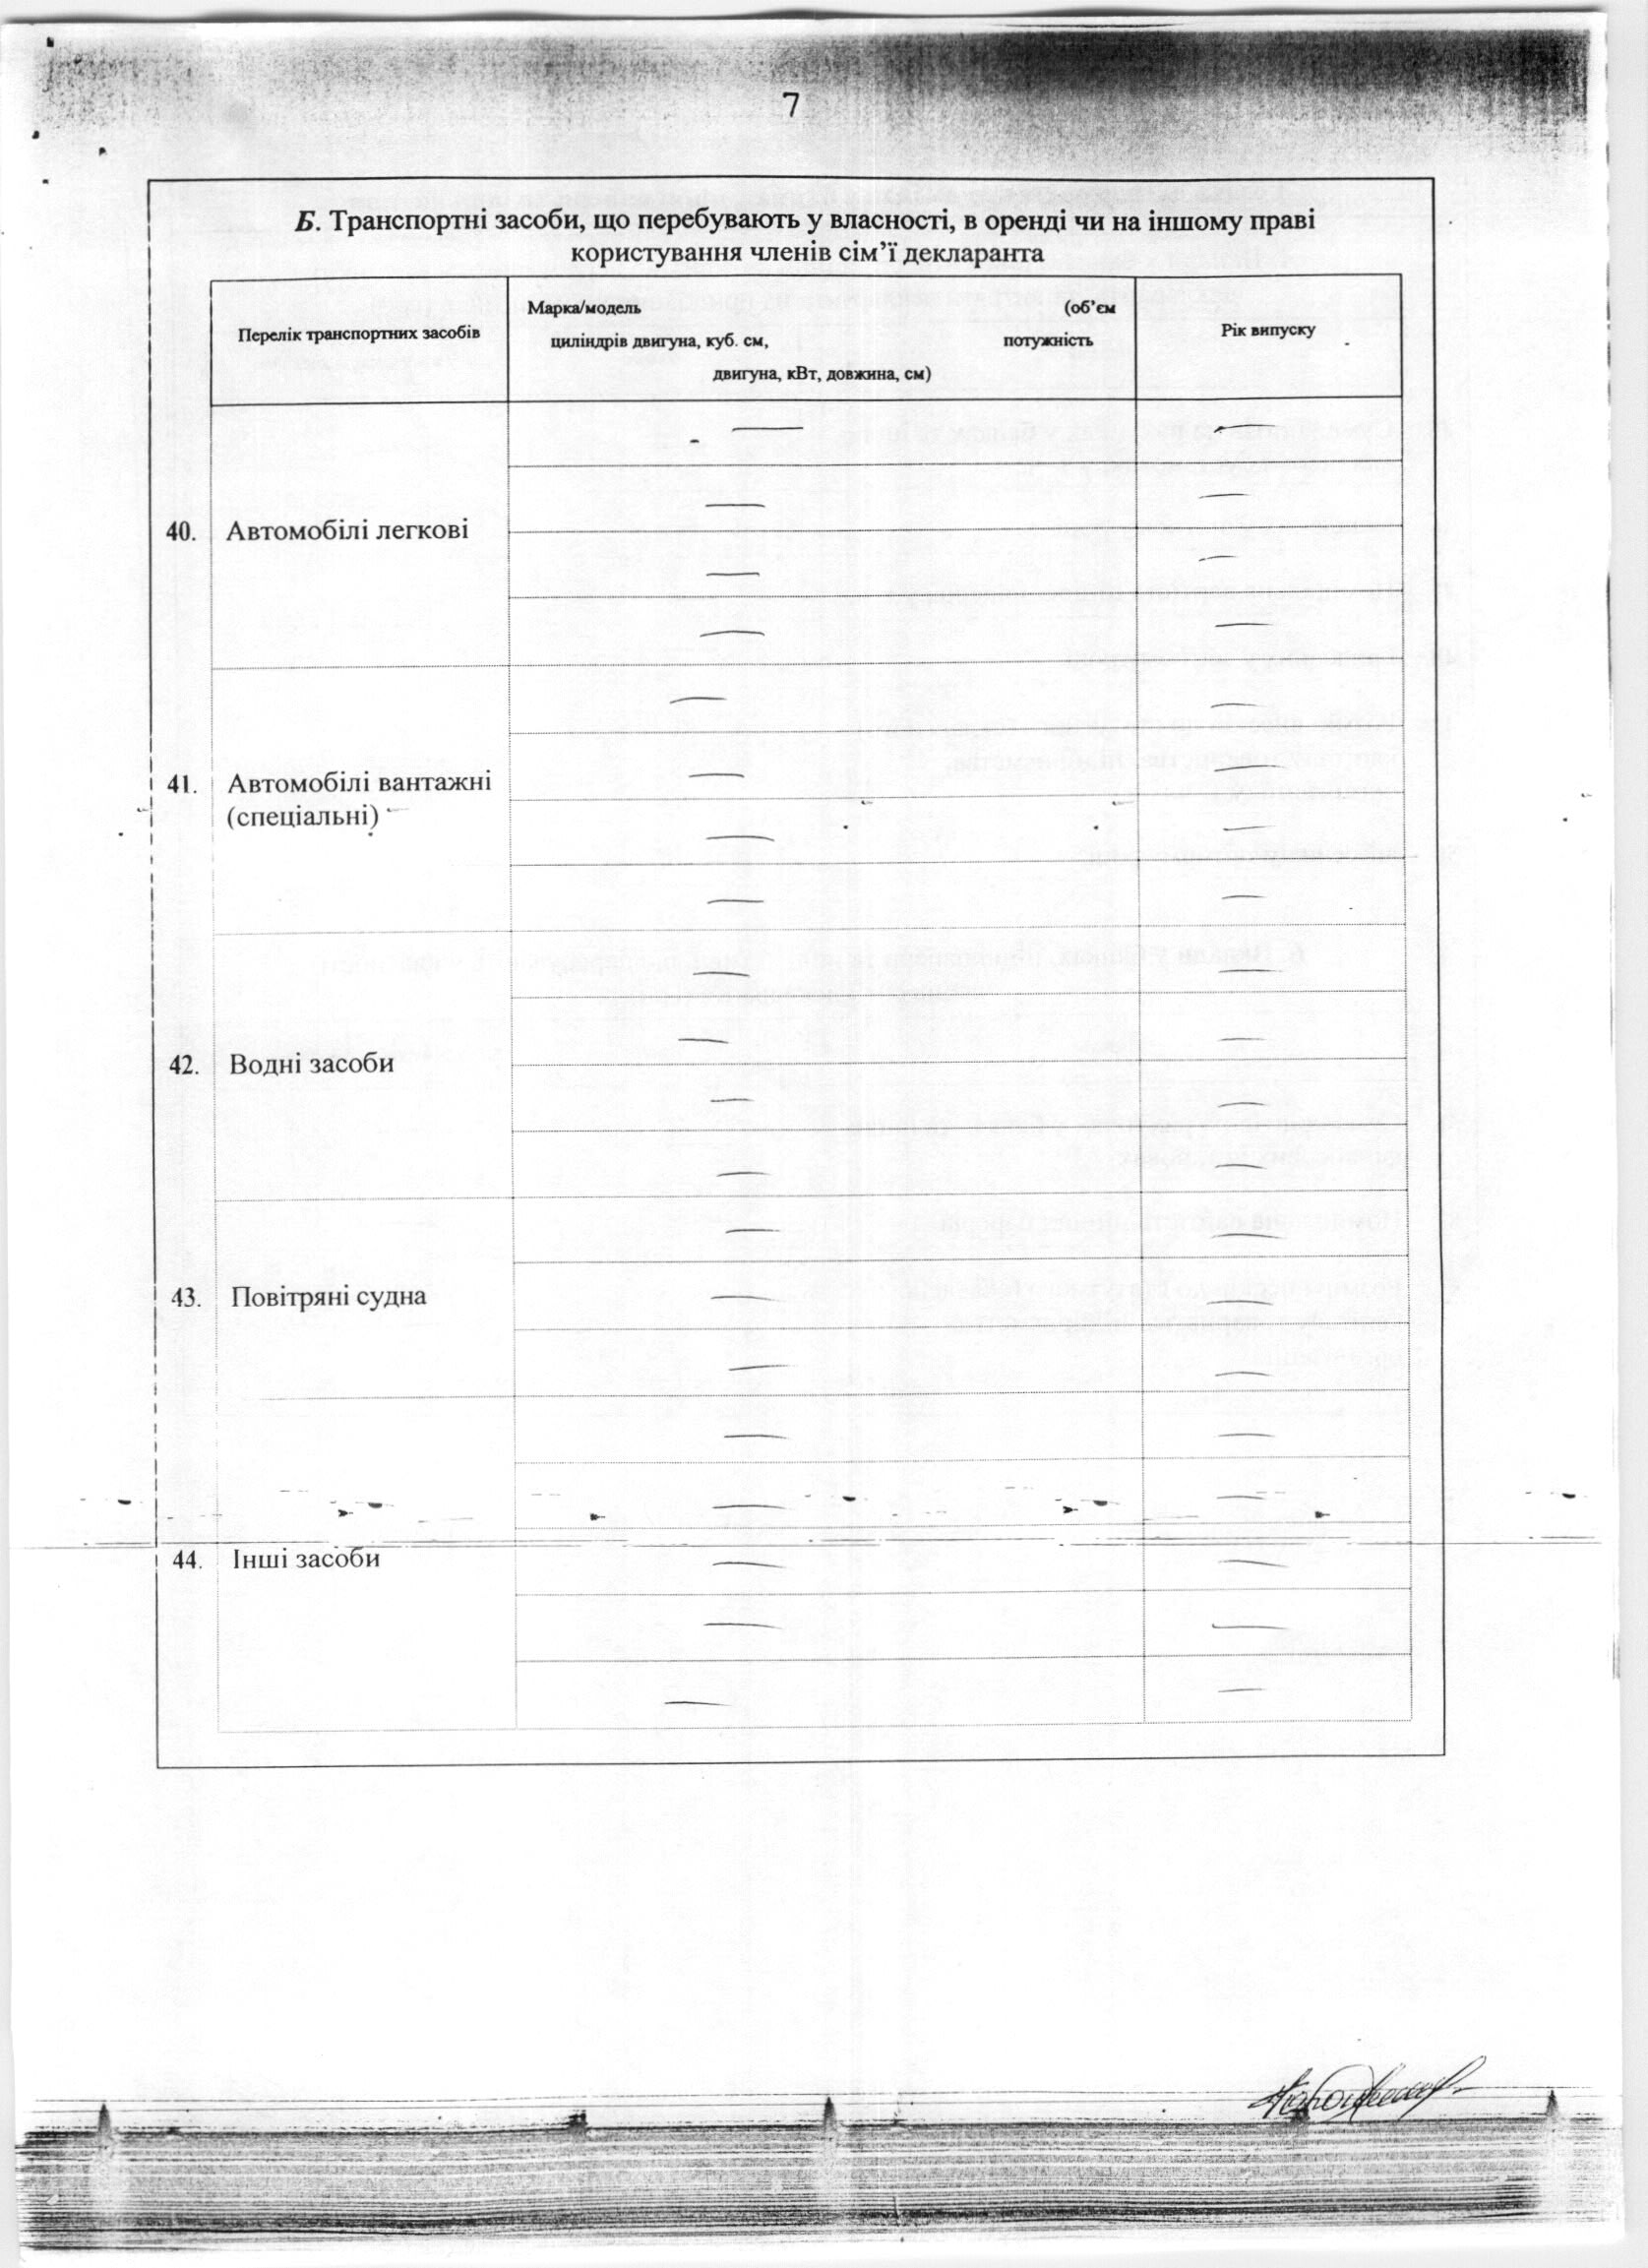 7
Б. Транспортні засоби, що перебувають у власності, в оренді чи на іншому праві
користування членів сім’ї декларанта
Перелік транспортних засобів
Марка/модель (об’єм
циліндрів двигуна, куб. см, потужність
двигуна, кВт, довжина, см)
Рік випуску
— —
— —
40. Автомобілі легкові
— —
— —
— —
— —
41. Автомобілі вантажні
(спеціальні)
— —
— —
— —
— —
42. Водні засоби
— —
— —
— —
43. Повітряні судна
— —
— —
— —
— —
44. Інші засоби
— —
— —
— —